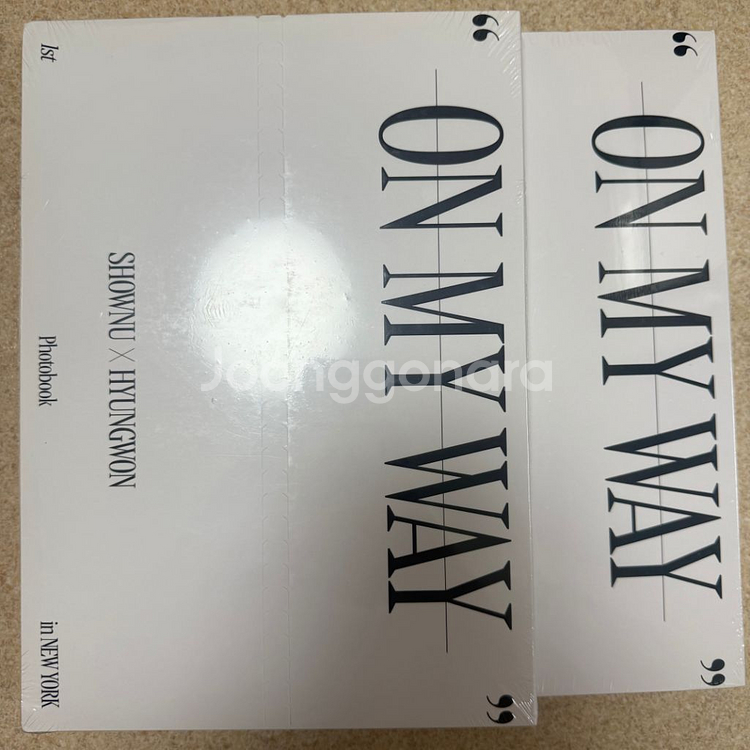 “
ON MY WAY
”
SHOWNU X HYUNGWON
1st
Photobook
in NEW YORK
“
ON MY WAY
”
Joonggonara